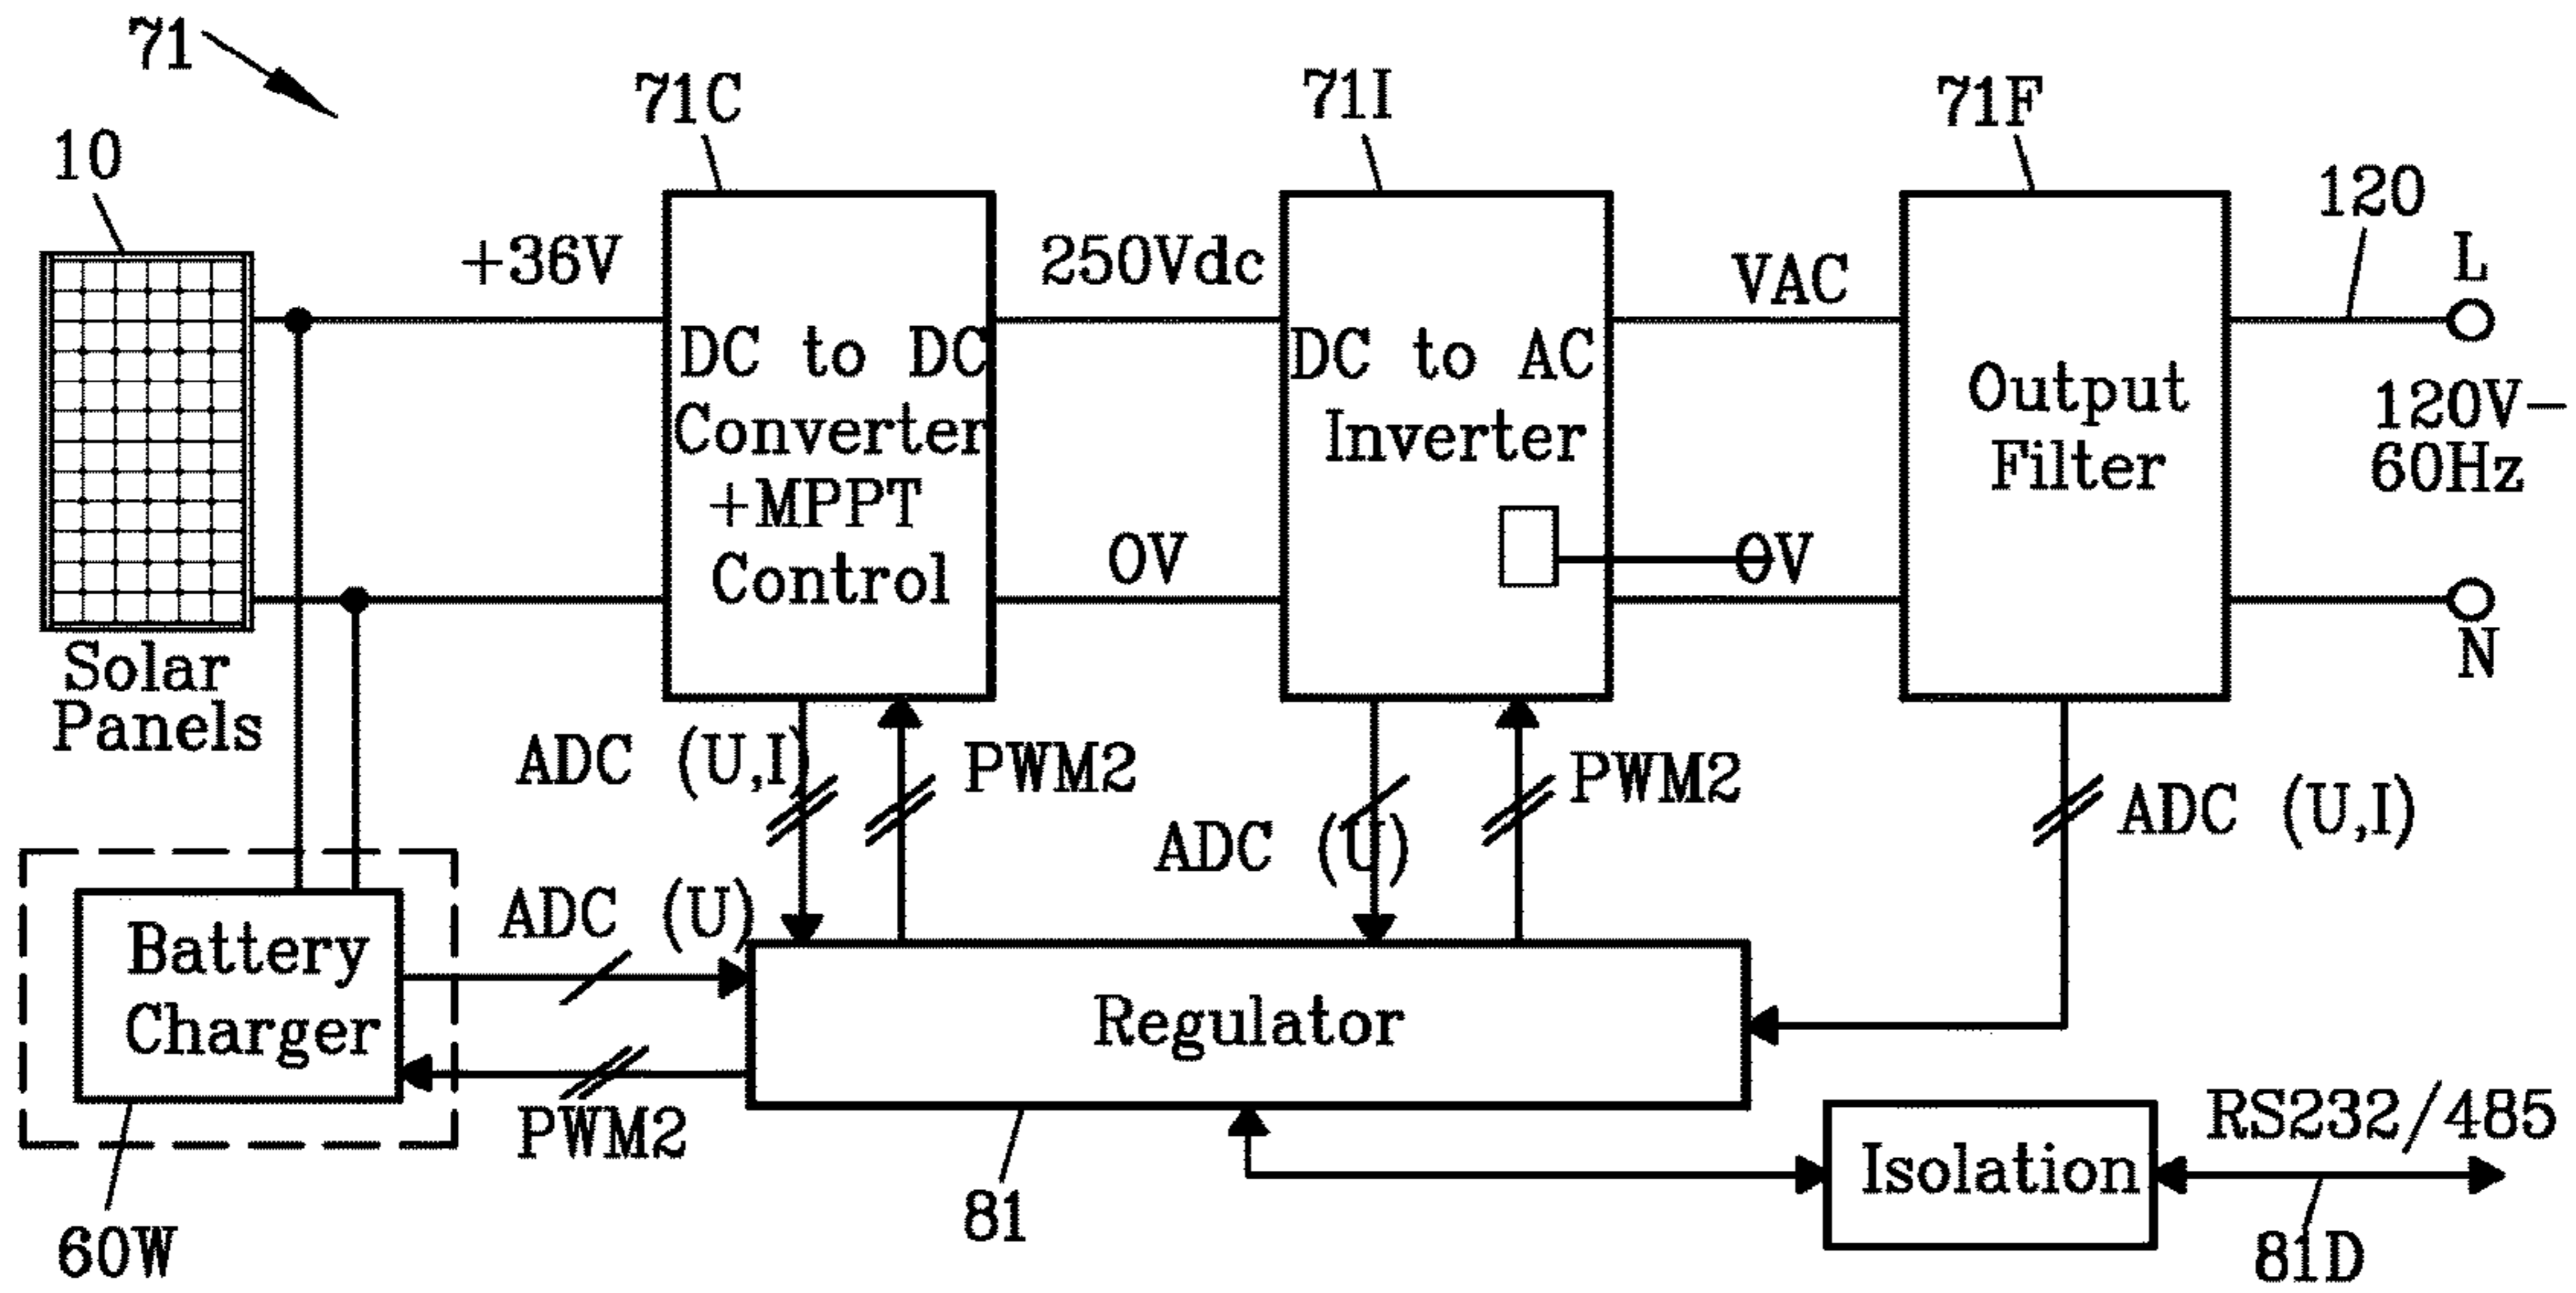 71
10
71C
71I
71F
120
L
+36V
250Vdc
VAC
DC to DC
Converter
+MPPT
Control
DC to AC
Inverter
Output
Filter
120V-
60Hz
0V
0V
N
Solar
Panels
ADC (U,I)
PWM2
ADC (U)
PWM2
ADC (U,I)
Battery
Charger
ADC (U)
PWM2
Regulator
60W
81
Isolation
RS232/485
81D